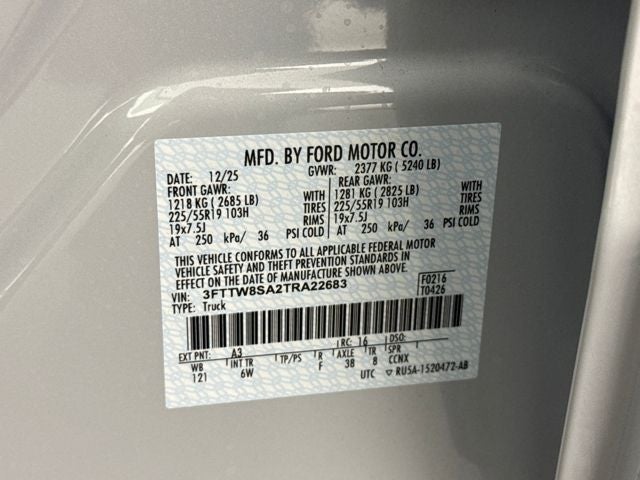 MFD. BY FORD MOTOR CO.
DATE: 12/25 GVWR: 2377 KG ( 5240 LB)
FRONT GAWR: REAR GAWR:
1218 KG ( 2685 LB) WITH 1281 KG ( 2825 LB) WITH
225/55R19 103H TIRES 225/55R19 103H TIRES
19x7.5J RIMS 19x7.5J RIMS
AT 250 kPa/ 36 PSI COLD AT 250 kPa/ 36 PSI COLD
THIS VEHICLE CONFORMS TO ALL APPLICABLE FEDERAL MOTOR
VEHICLE SAFETY AND BUMPER, AND THEFT PREVENTION STANDARDS
IN EFFECT ON THE DATE OF MANUFACTURE SHOWN ABOVE.
VIN: 3FTTW8SA2TRA22683 F0216
TYPE: Truck T0426
EXT PNT: A3 RC: 16 DSO:
WB INT TR TP/PS R AXLE TR SPR
121 6W F 38 8 CCNX
UTC ▽ RU5A-1520472-AB